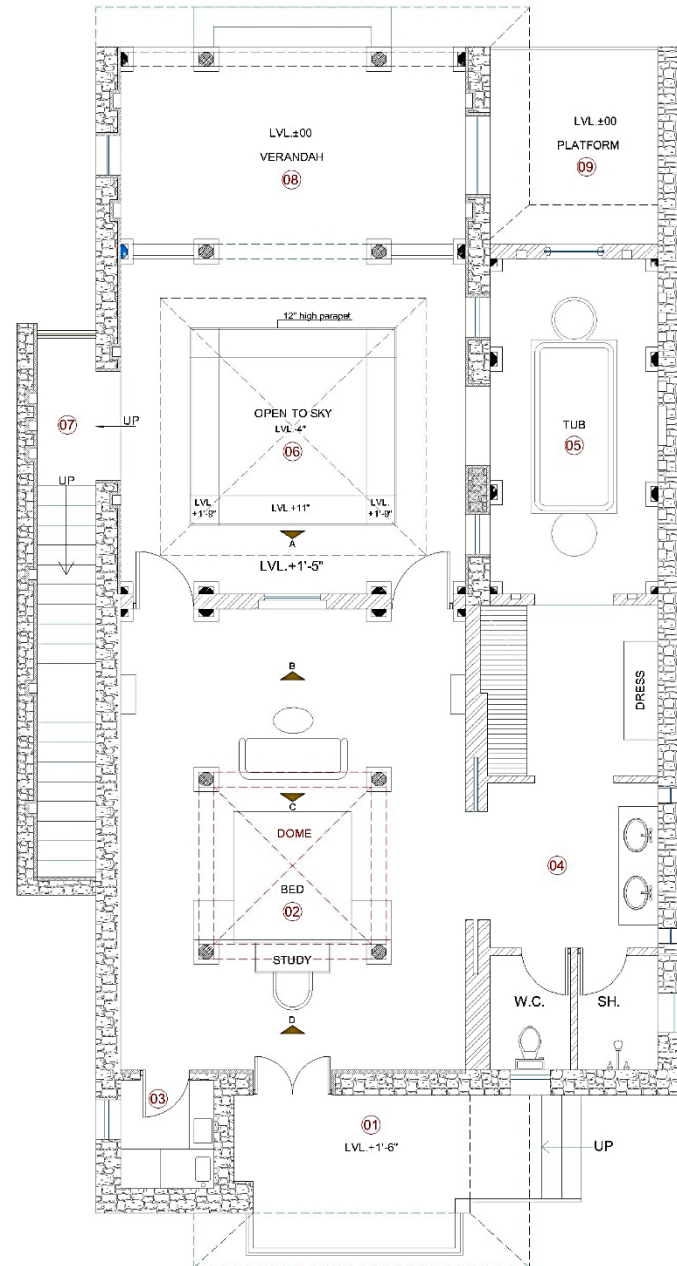 LVL.±00
VERANDAH
08
LVL.±00
PLATFORM
09
12" high parapet
OPEN TO SKY
LVL.-4"
06
LVL.
+1'-9"
LVL.+11"
LVL.
+1'-9"
A
LVL.+1'-5"
07
UP
UP
TUB
05
B
DRESS
C
DOME
BED
02
STUDY
D
04
W.C.
SH.
03
01
LVL.+1'-6"
UP